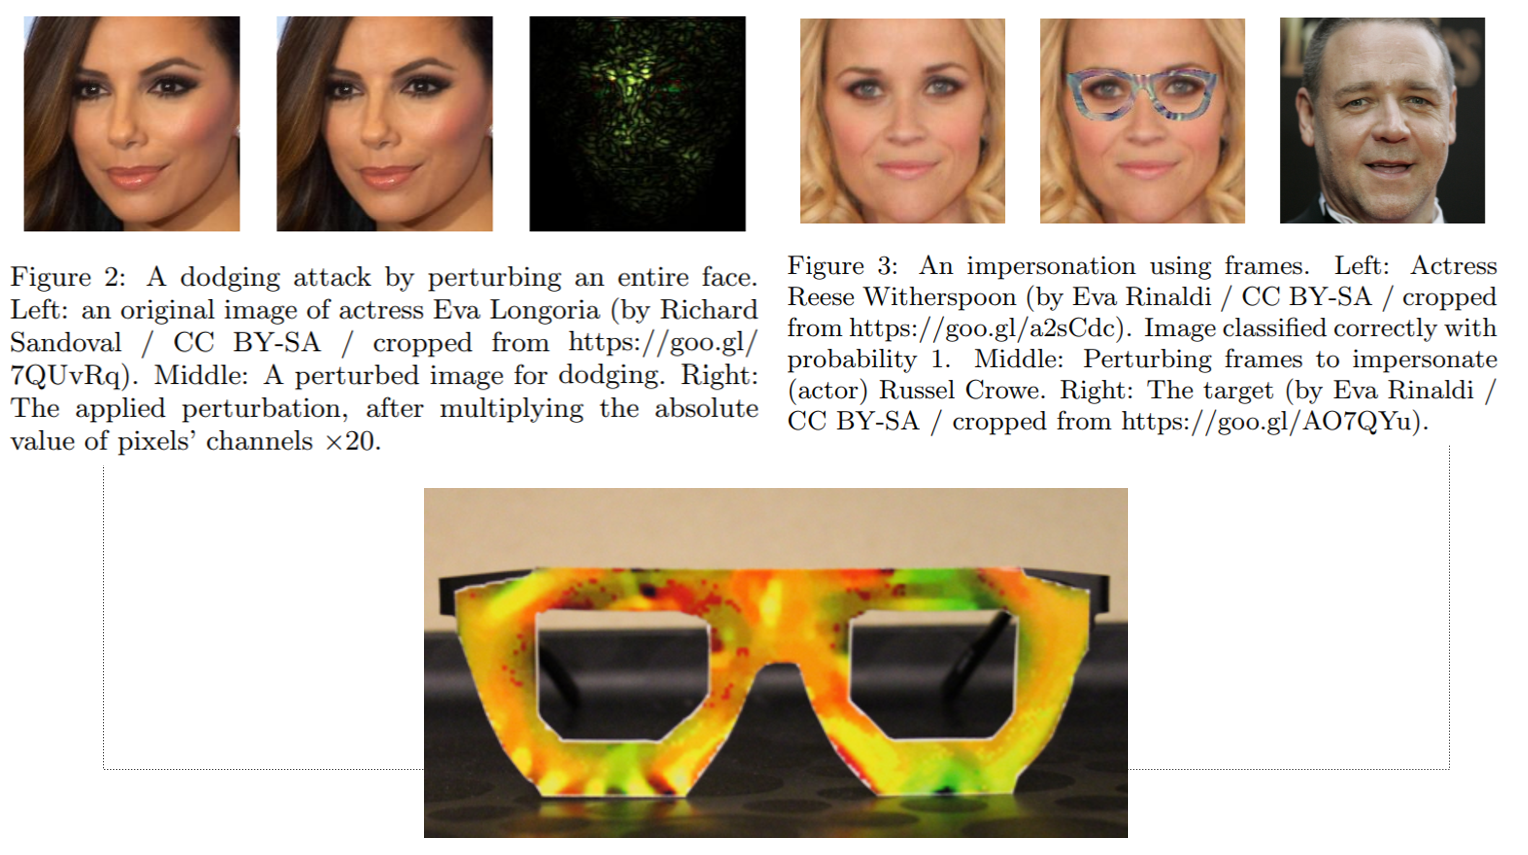 Figure 2: A dodging attack by perturbing an entire face.
Left: an original image of actress Eva Longoria (by Richard
Sandoval / CC BY-SA / cropped from https://goo.gl/
7QUvRq). Middle: A perturbed image for dodging. Right:
The applied perturbation, after multiplying the absolute
value of pixels' channels ×20.
Figure 3: An impersonation using frames. Left: Actress
Reese Witherspoon (by Eva Rinaldi / CC BY-SA / cropped
from https://goo.gl/a2sCdc). Image classified correctly with
probability 1. Middle: Perturbing frames to impersonate
(actor) Russel Crowe. Right: The target (by Eva Rinaldi /
CC BY-SA / cropped from https://goo.gl/AO7QYu).